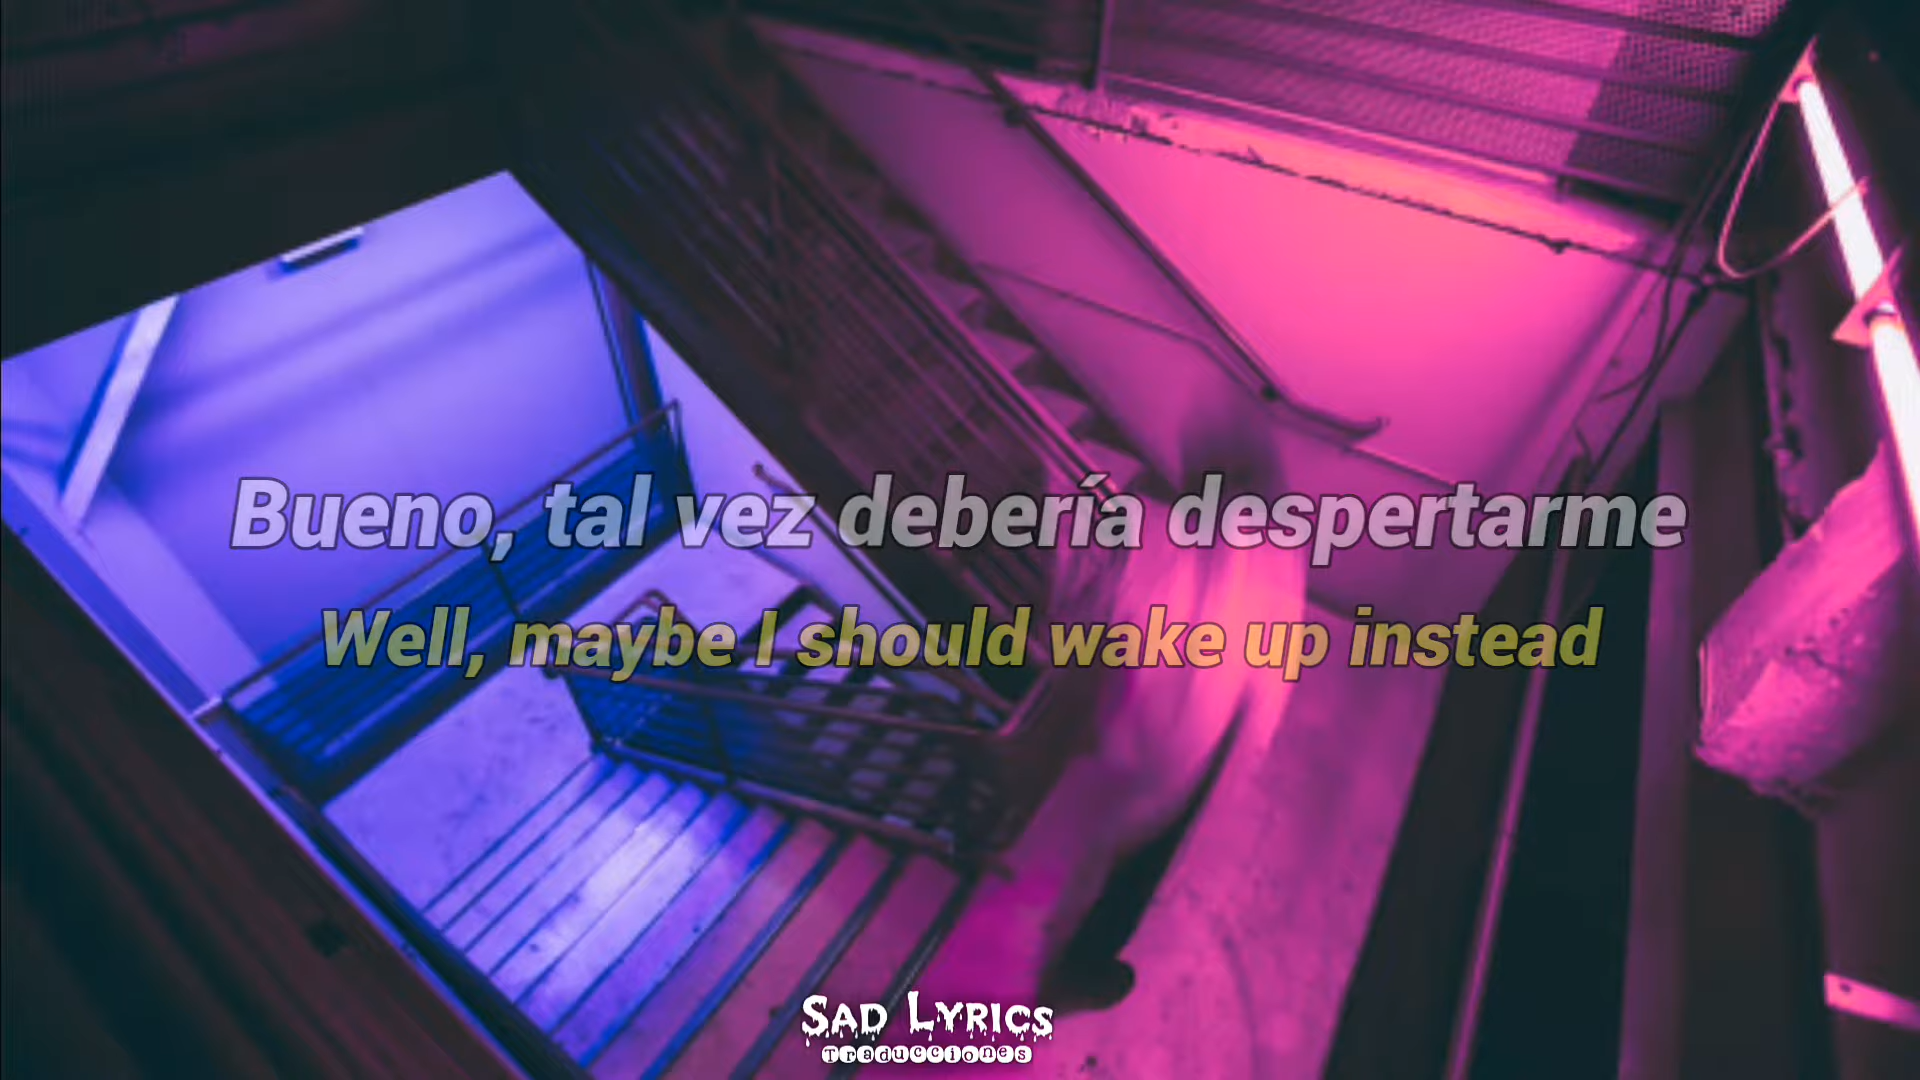 Bueno, tal vez debería despertarme
Well, maybe I should wake up instead
SAD LYRICS
Traducciones